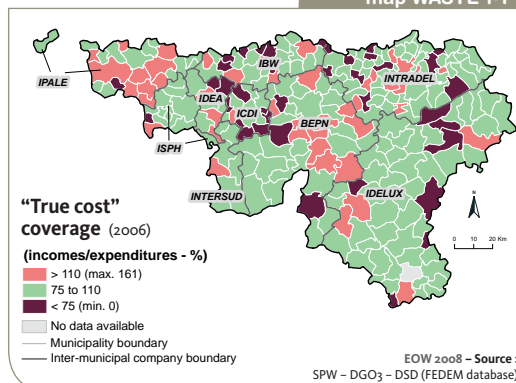 map WASTE 1-1
IPALE
IBW
INTRADEL
IDEA
ICDI
BEPN
ISPH
INTERSUD
IDELUX
"True cost"
coverage (2006)
(incomes/expenditures - %)
> 110 (max. 161)
75 to 110
< 75 (min. 0)
No data available
Municipality boundary
Inter-municipal company boundary
N
0 10 20 Km
EOW 2008 – Source :
SPW – DGO3 – DSD (FEDEM database)